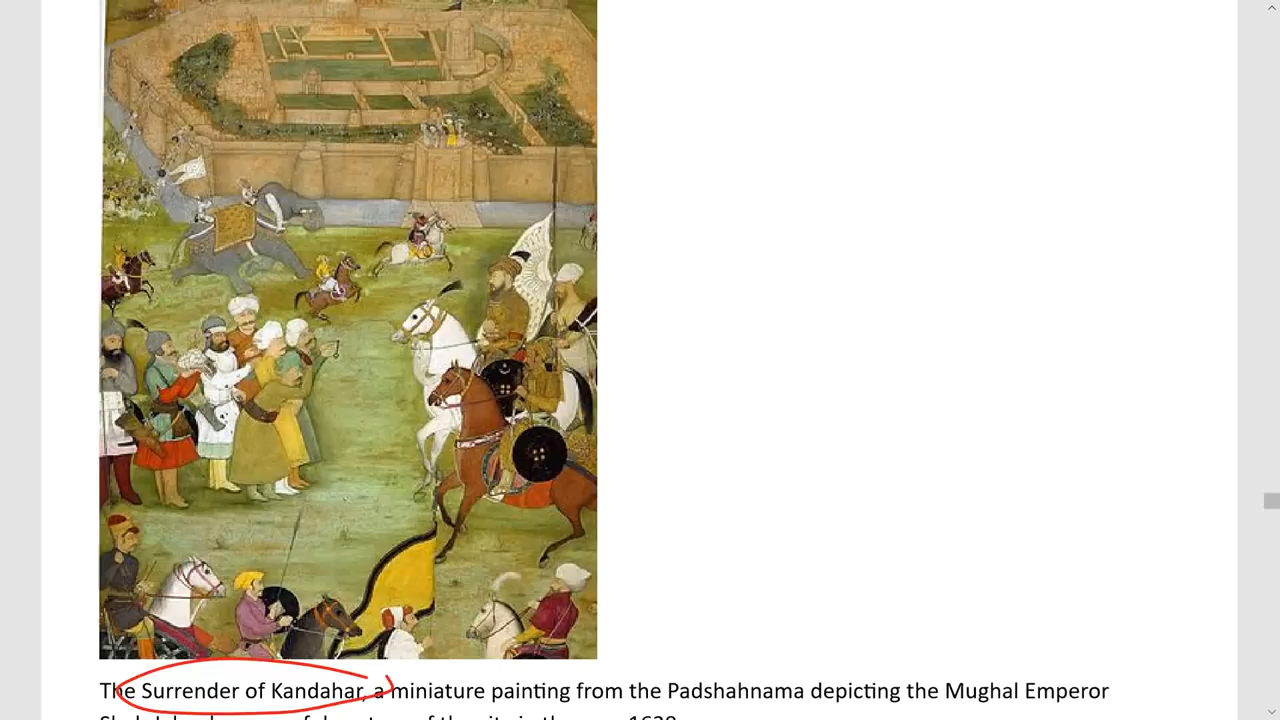 The Surrender of Kandahar, a miniature painting from the Padshahnama depicting the Mughal Emperor